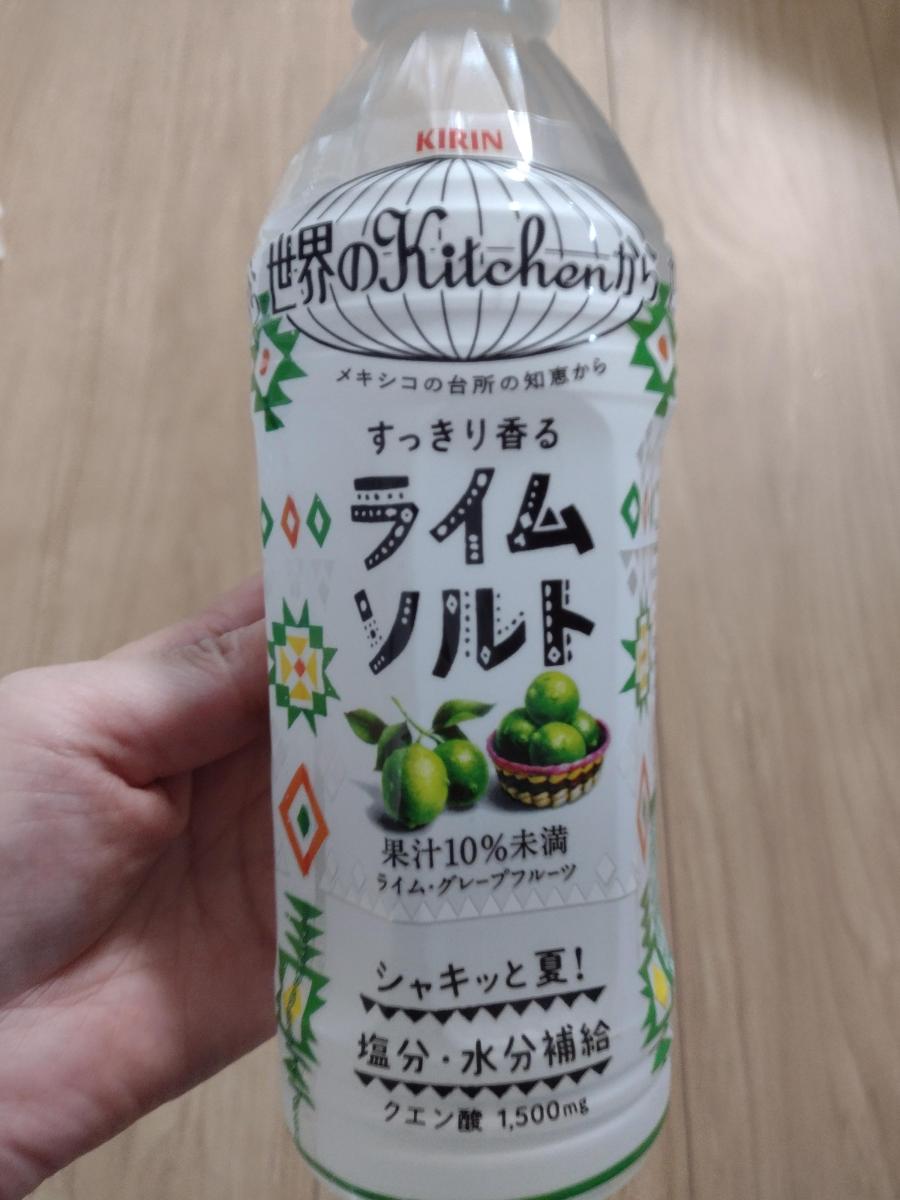 KIRIN
世界のKitchenから
メキシコの台所の知恵から
すっきり香る
ライム
ソルト
果汁10%未満
ライム・グレープフルーツ
シャキッと夏!
塩分・水分補給
クエン酸 1,500mg